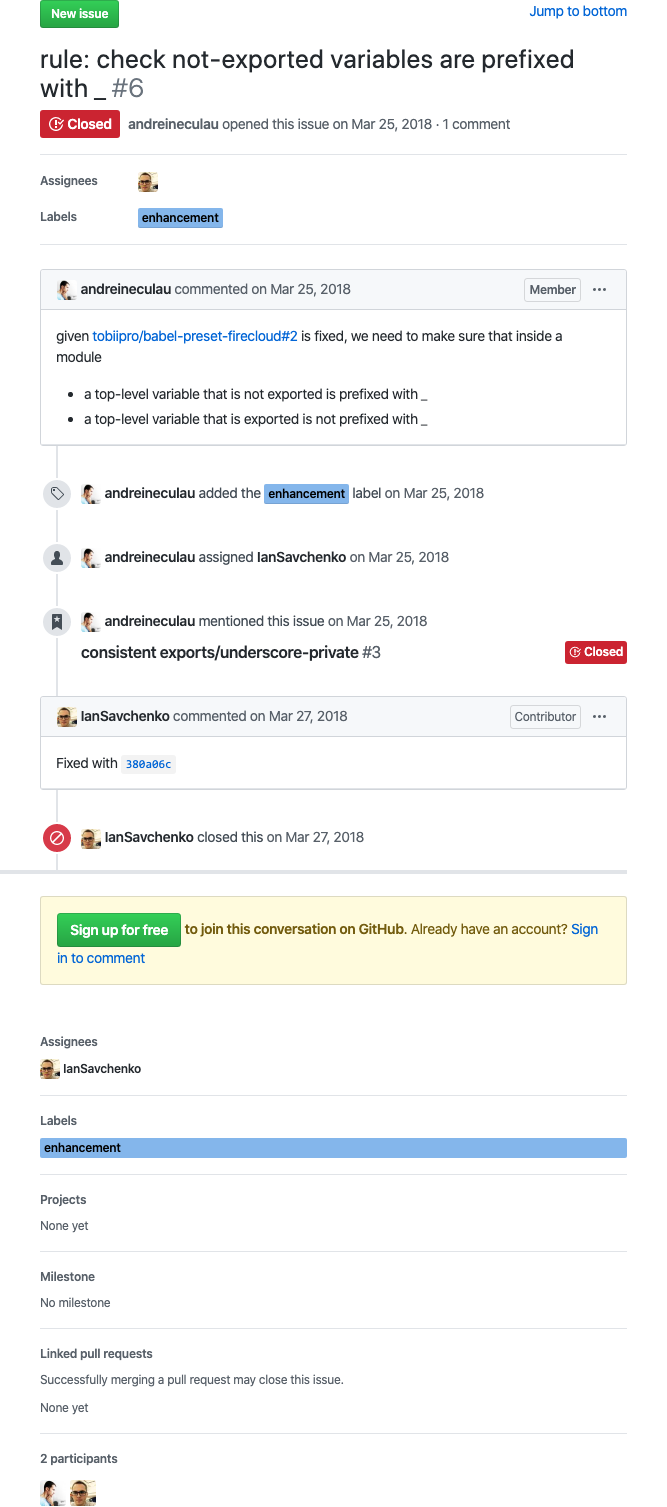 New issue
Jump to bottom
rule: check not-exported variables are prefixed
with _ #6
Closed andreineculau opened this issue on Mar 25, 2018 · 1 comment
Assignees
Labels enhancement
andreineculau commented on Mar 25, 2018 Member ···
given tobiipro/babel-preset-firecloud#2 is fixed, we need to make sure that inside a
module
• a top-level variable that is not exported is prefixed with _
• a top-level variable that is exported is not prefixed with _
andreineculau added the enhancement label on Mar 25, 2018
andreineculau assigned IanSavchenko on Mar 25, 2018
andreineculau mentioned this issue on Mar 25, 2018
consistent exports/underscore-private #3 Closed
IanSavchenko commented on Mar 27, 2018 Contributor ···
Fixed with 380a06c
IanSavchenko closed this on Mar 27, 2018
Sign up for free to join this conversation on GitHub. Already have an account? Sign
in to comment
Assignees
IanSavchenko
Labels
enhancement
Projects
None yet
Milestone
No milestone
Linked pull requests
Successfully merging a pull request may close this issue.
None yet
2 participants